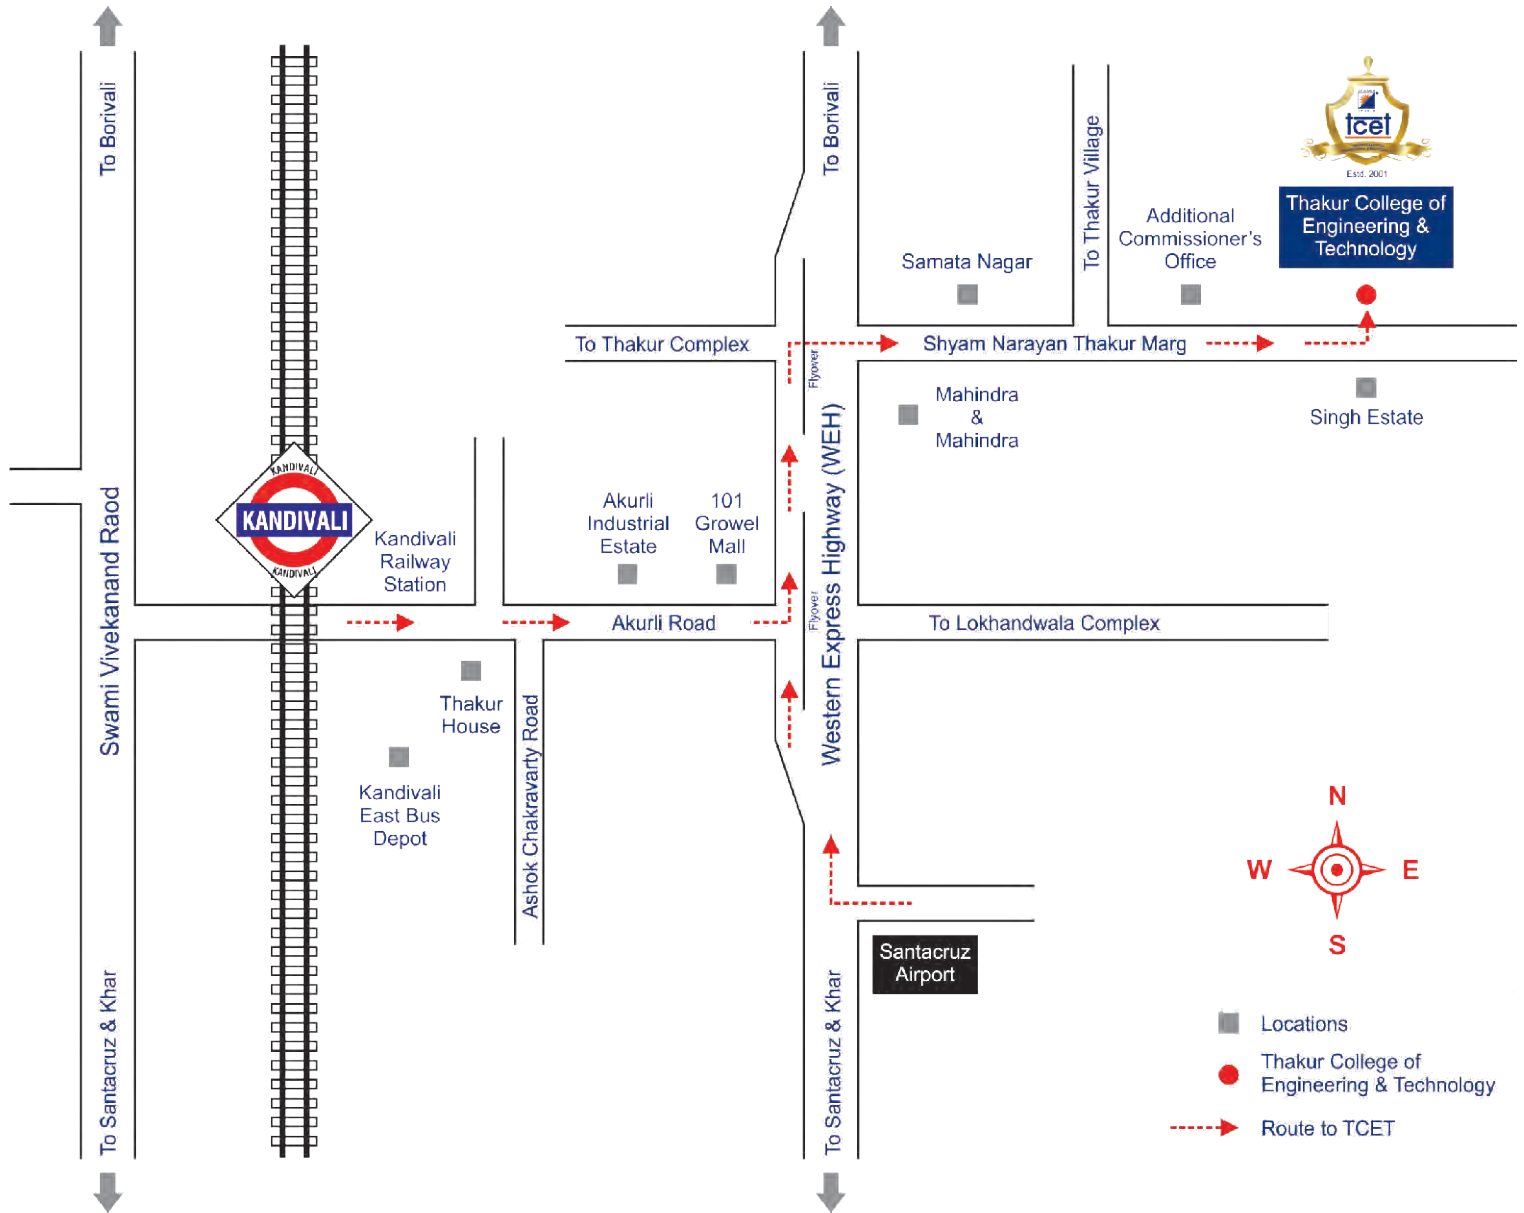 To Borivali
To Borivali
To Thakur Village
tcet
Estd. 2001
Thakur College of
Engineering &
Technology
Additional
Commissioner's
Office
Samata Nagar
To Thakur Complex
Shyam Narayan Thakur Marg
Flyover
Mahindra
&
Mahindra
Singh Estate
Western Express Highway (WEH)
KANDIVALI
KANDIVALI
KANDIVALI
Swami Vivekanand Raod
Kandivali
Railway
Station
Akurli
Industrial
Estate
101
Growel
Mall
Flyover
Akurli Road
To Lokhandwala Complex
Thakur
House
Kandivali
East Bus
Depot
Ashok Chakravarty Road
Santacruz
Airport
To Santacruz & Khar
To Santacruz & Khar
N
W
E
S
Locations
Thakur College of
Engineering & Technology
Route to TCET